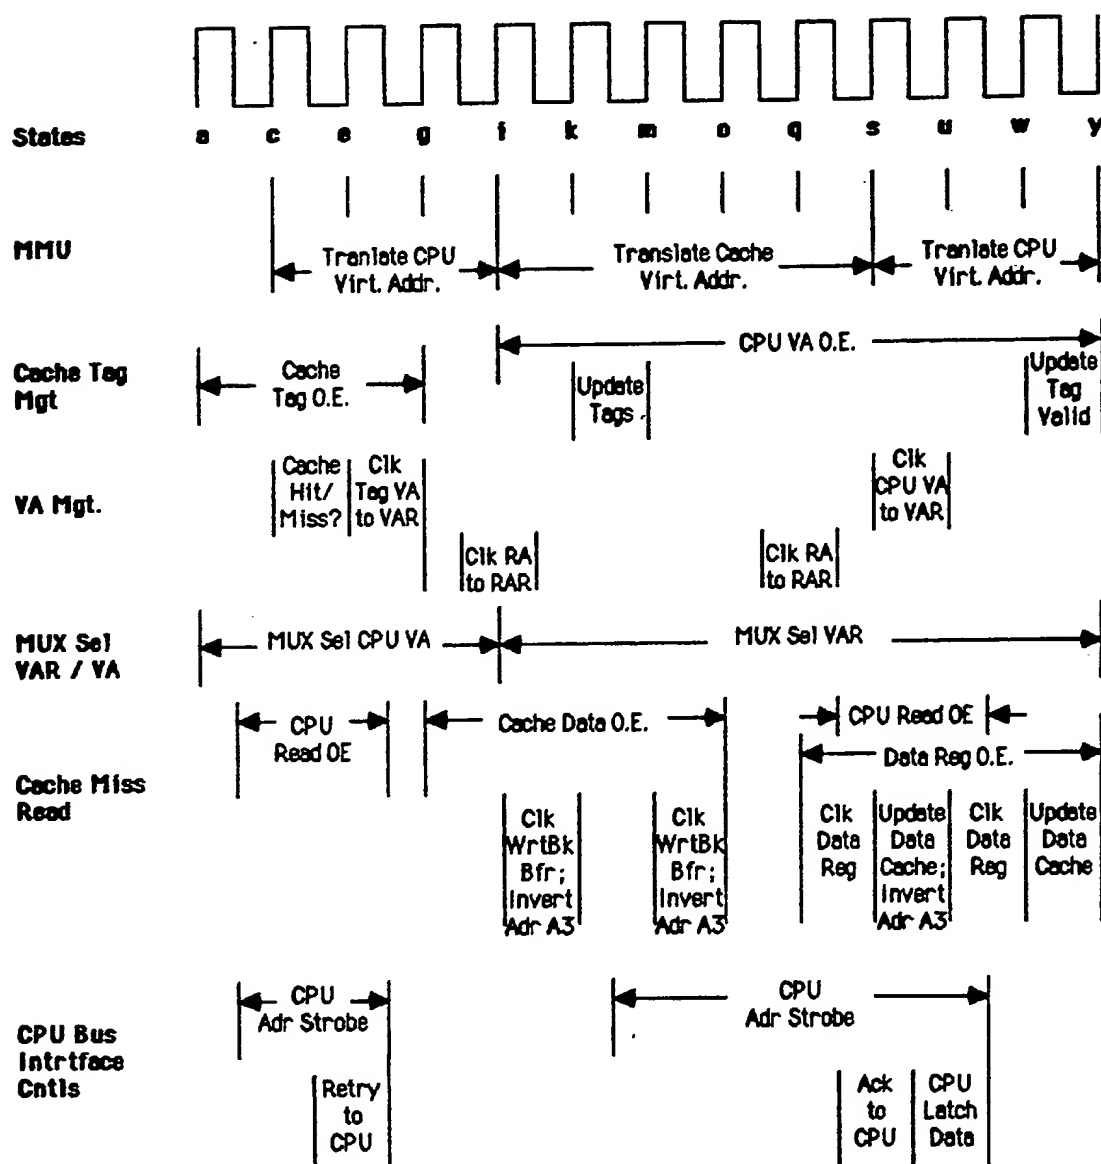 States a c e g i k m o q s u w y
MMU
Tranlate CPU
Virt. Addr.
Translate Cache
Virt. Addr.
Tranlate CPU
Virt. Addr.
Cache Tag
Mgt
Cache
Tag O.E.
CPU VA O.E.
Update
Tags
Update
Tag
Valid
VA Mgt.
Cache
Hit/
Miss?
Clk
Tag VA
to VAR
Clk RA
to RAR
Clk RA
to RAR
Clk
CPU VA
to VAR
MUX Sel
VAR / VA
MUX Sel CPU VA
MUX Sel VAR
Cache Miss
Read
CPU
Read OE
Cache Data O.E.
CPU Read OE
Data Reg O.E.
Clk
WrtBk
Bfr;
Invert
Adr A3
Clk
WrtBk
Bfr;
Invert
Adr A3
Clk
Data
Reg
Update
Data
Cache;
Invert
Adr A3
Clk
Data
Reg
Update
Data
Cache
CPU Bus
Intrtface
Cntls
CPU
Adr Strobe
CPU
Adr Strobe
Retry
to
CPU
Ack
to
CPU
CPU
Latch
Data